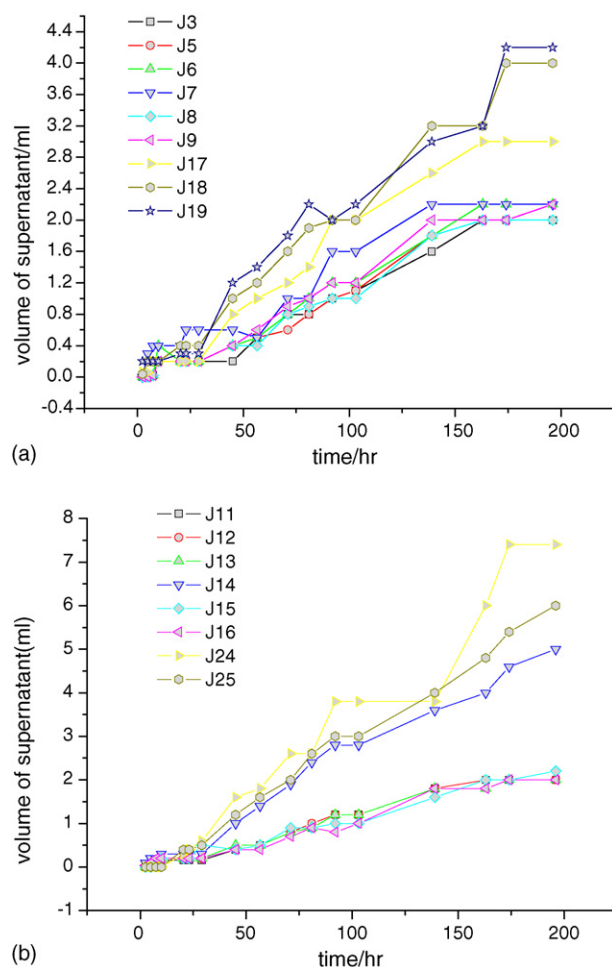 4.4
4.0
3.6
3.2
2.8
2.4
2.0
1.6
1.2
0.8
0.4
0.0
-0.4
volume of supernatant/ml
J3
J5
J6
J7
J8
J9
J17
J18
J19
0 50 100 150 200
time/hr
(a)
8
7
6
5
4
3
2
1
0
-1
volume of supernatant(ml)
J11
J12
J13
J14
J15
J16
J24
J25
0 50 100 150 200
time/hr
(b)